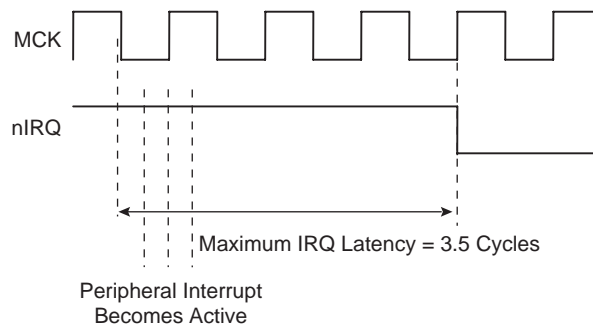 MCK
nIRQ
Maximum IRQ Latency = 3.5 Cycles
Peripheral Interrupt
Becomes Active